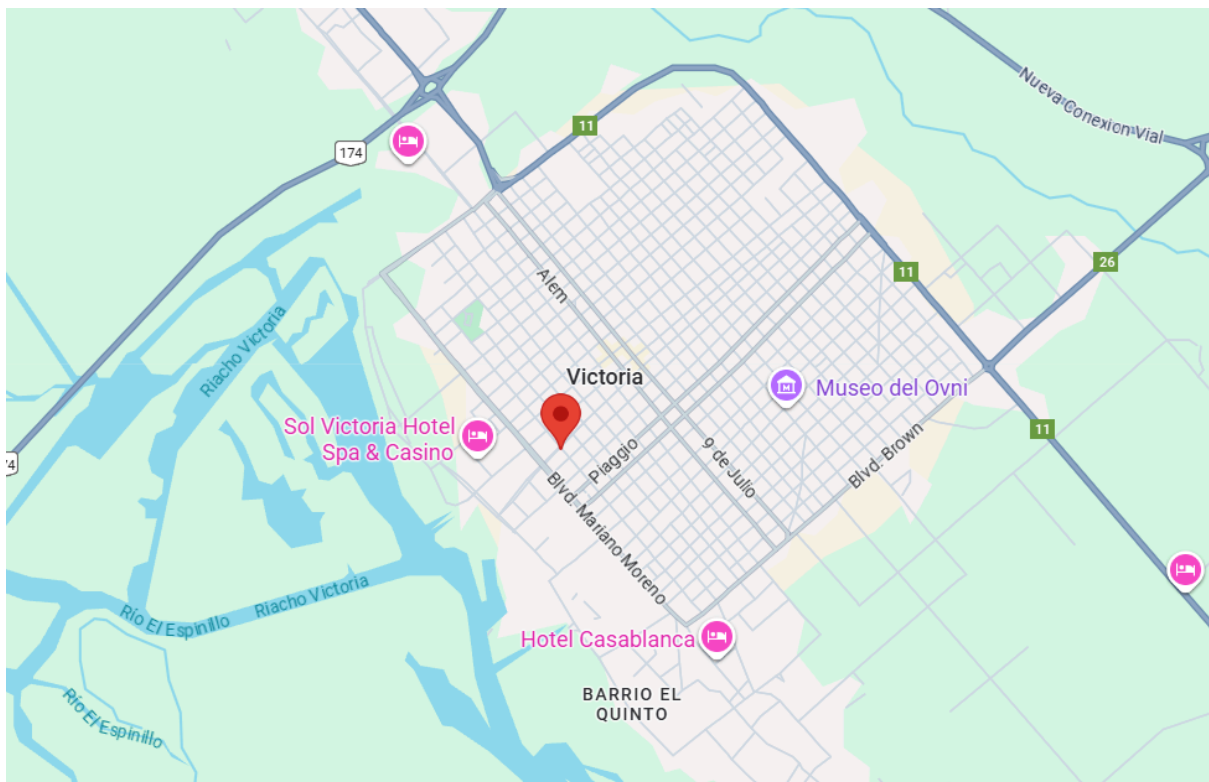 Nueva Conexion Vial
11
174
26
11
Alem
Riacho Victoria
Victoria
Museo del Ovni
Sol Victoria Hotel
Spa & Casino
11
Piaggio
9 de Julio
Blvd. Brown
74
Blvd. Mariano Moreno
Riacho Victoria
Río El Espinillo
Hotel Casablanca
BARRIO EL
QUINTO
Río El Espinillo